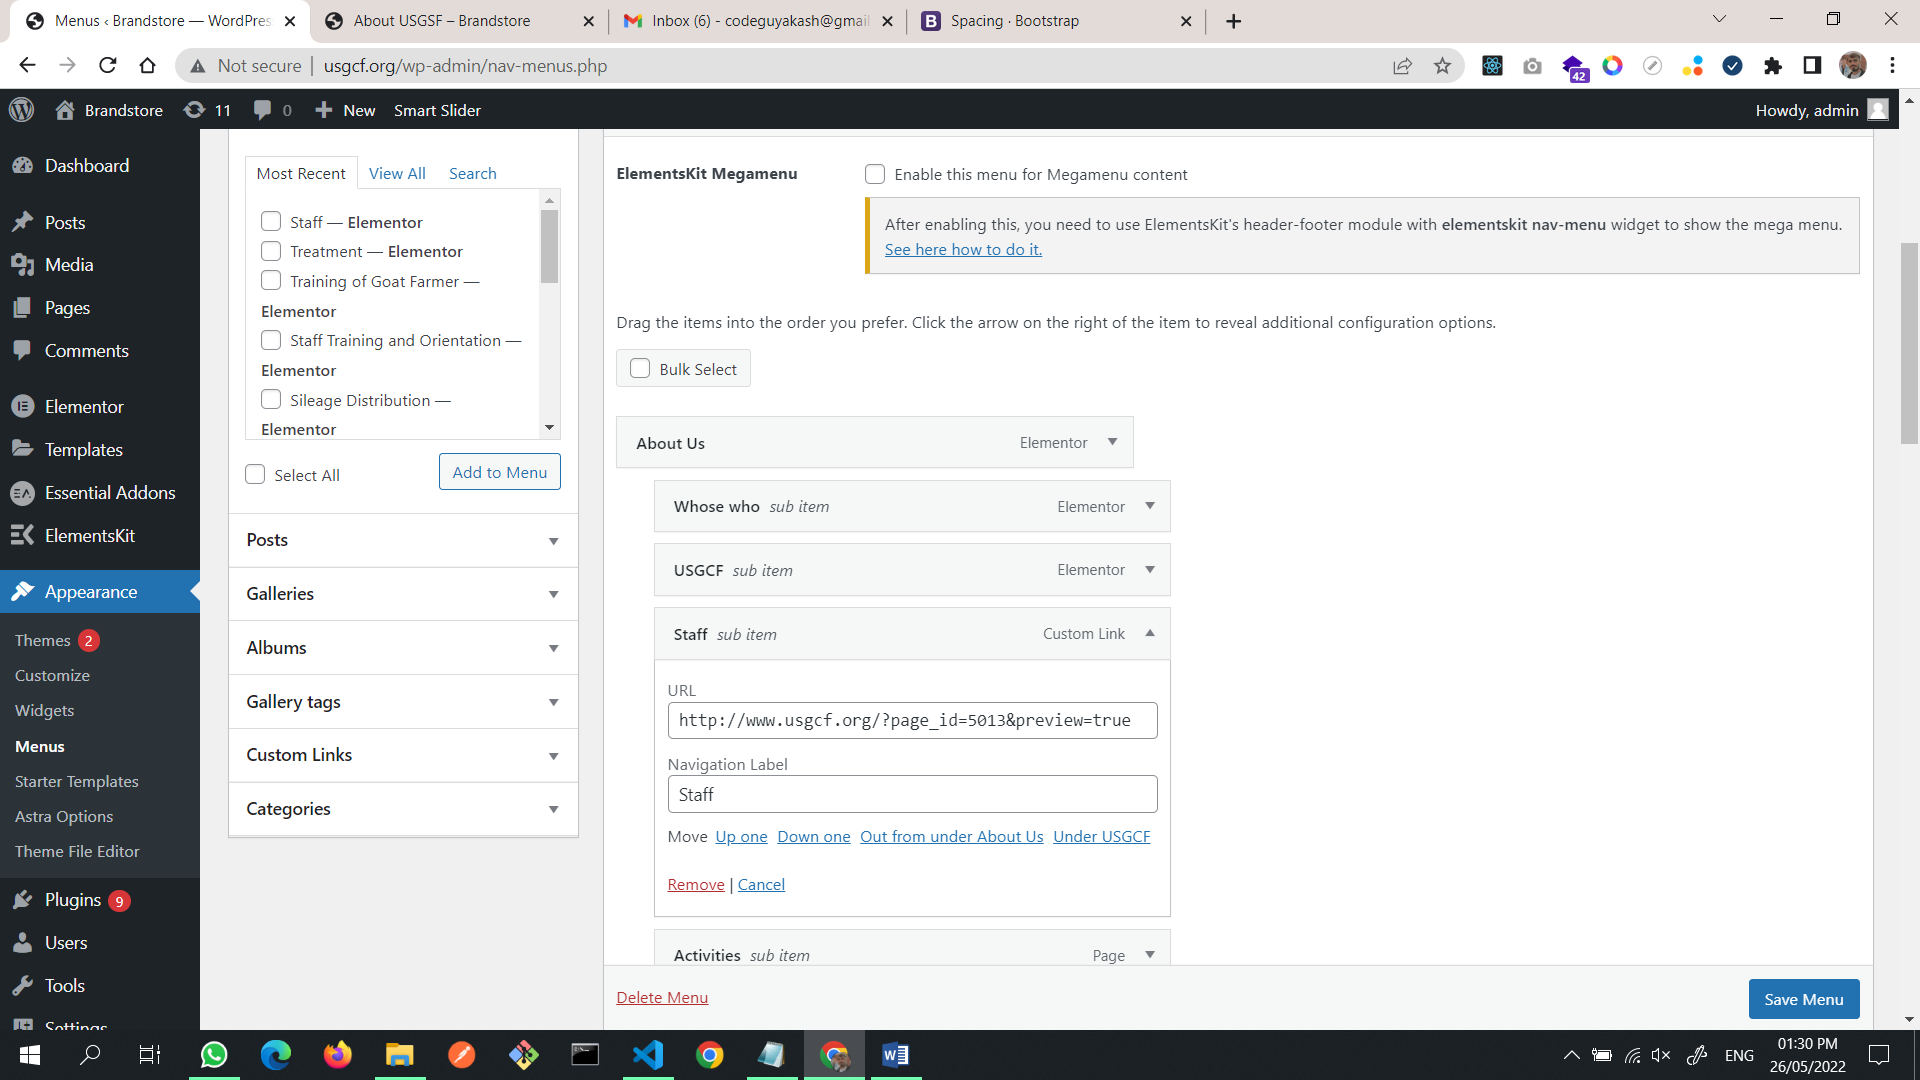 Menus ‹ Brandstore — WordPres
About USGSF – Brandstore
Inbox (6) - codeguyakash@gmail
Spacing · Bootstrap
Not secure
usgcf.org/wp-admin/nav-menus.php
42
Brandstore
11
0
New
Smart Slider
Howdy, admin
Dashboard
Posts
Media
Pages
Comments
Elementor
Templates
Essential Addons
ElementsKit
Appearance
Themes 2
Customize
Widgets
Menus
Starter Templates
Astra Options
Theme File Editor
Plugins 9
Users
Tools
Settings
Most Recent
View All
Search
Staff — Elementor
Treatment — Elementor
Training of Goat Farmer —
Elementor
Staff Training and Orientation —
Elementor
Sileage Distribution —
Elementor
Select All
Add to Menu
Posts
Galleries
Albums
Gallery tags
Custom Links
Categories
ElementsKit Megamenu
Enable this menu for Megamenu content
After enabling this, you need to use ElementsKit's header-footer module with elementskit nav-menu widget to show the mega menu.
See here how to do it.
Drag the items into the order you prefer. Click the arrow on the right of the item to reveal additional configuration options.
Bulk Select
About Us
Elementor
Whose who sub item
Elementor
USGCF sub item
Elementor
Staff sub item
Custom Link
URL
http://www.usgcf.org/?page_id=5013&preview=true
Navigation Label
Staff
Move Up one Down one Out from under About Us Under USGCF
Remove | Cancel
Activities sub item
Page
Delete Menu
Save Menu
ENG
01:30 PM
26/05/2022